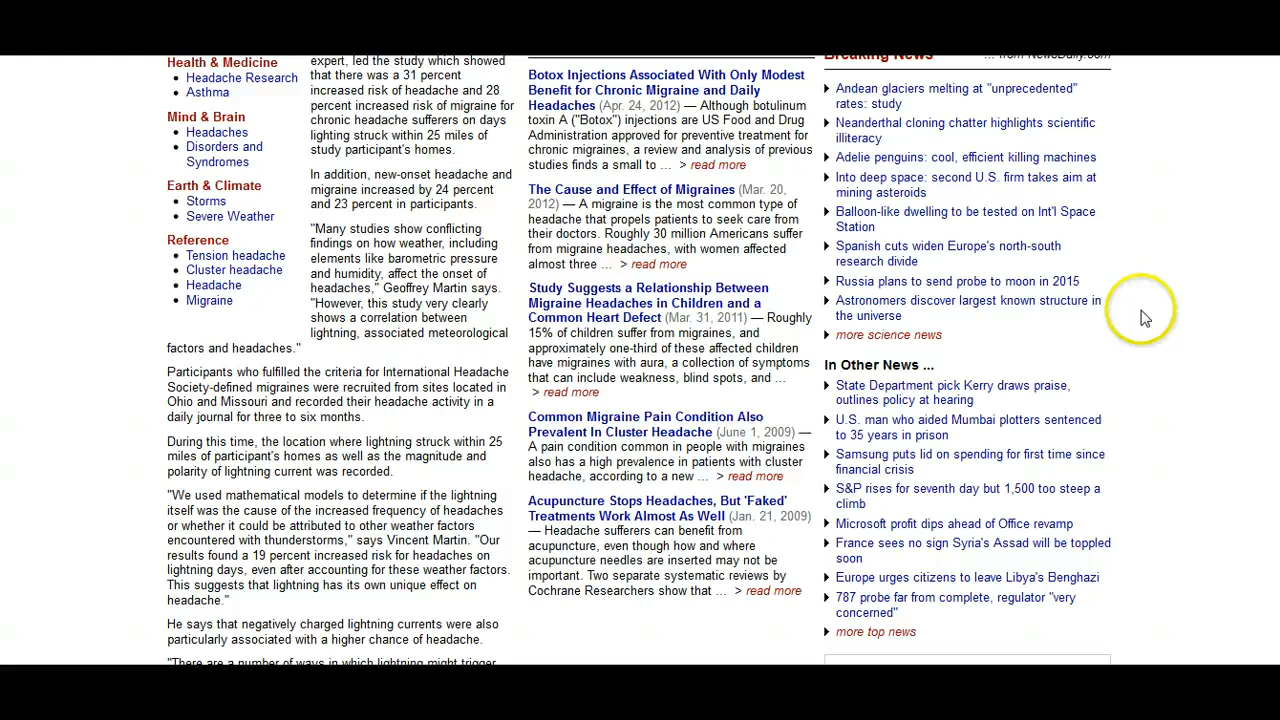 Health & Medicine
Headache Research
Asthma
Mind & Brain
Headaches
Disorders and
Syndromes
Earth & Climate
Storms
Severe Weather
Reference
Tension headache
Cluster headache
Headache
Migraine
expert, led the study which showed
that there was a 31 percent
increased risk of headache and 28
percent increased risk of migraine for
chronic headache sufferers on days
lighting struck within 25 miles of
study participant's homes.
In addition, new-onset headache and
migraine increased by 24 percent
and 23 percent in participants.
"Many studies show conflicting
findings on how weather, including
elements like barometric pressure
and humidity, affect the onset of
headaches," Geoffrey Martin says.
"However, this study very clearly
shows a correlation between
lightning, associated meteorological
factors and headaches."
Participants who fulfilled the criteria for International Headache
Society-defined migraines were recruited from sites located in
Ohio and Missouri and recorded their headache activity in a
daily journal for three to six months.
During this time, the location where lightning struck within 25
miles of participant's homes as well as the magnitude and
polarity of lightning current was recorded.
"We used mathematical models to determine if the lightning
itself was the cause of the increased frequency of headaches
or whether it could be attributed to other weather factors
encountered with thunderstorms," says Vincent Martin. "Our
results found a 19 percent increased risk for headaches on
lightning days, even after accounting for these weather factors.
This suggests that lightning has its own unique effect on
headache."
He says that negatively charged lightning currents were also
particularly associated with a higher chance of headache.
"There are a number of ways in which lightning might trigger
Botox Injections Associated With Only Modest
Benefit for Chronic Migraine and Daily
Headaches (Apr. 24, 2012) — Although botulinum
toxin A ("Botox") injections are US Food and Drug
Administration approved for preventive treatment for
chronic migraines, a review and analysis of previous
studies finds a small to ... > read more
The Cause and Effect of Migraines (Mar. 20,
2012) — A migraine is the most common type of
headache that propels patients to seek care from
their doctors. Roughly 30 million Americans suffer
from migraine headaches, with women affected
almost three ... > read more
Study Suggests a Relationship Between
Migraine Headaches in Children and a
Common Heart Defect (Mar. 31, 2011) — Roughly
15% of children suffer from migraines, and
approximately one-third of these affected children
have migraines with aura, a collection of symptoms
that can include weakness, blind spots, and ...
> read more
Common Migraine Pain Condition Also
Prevalent In Cluster Headache (June 1, 2009) —
A pain condition common in people with migraines
also has a high prevalence in patients with cluster
headache, according to a new ... > read more
Acupuncture Stops Headaches, But 'Faked'
Treatments Work Almost As Well (Jan. 21, 2009)
— Headache sufferers can benefit from
acupuncture, even though how and where
acupuncture needles are inserted may not be
important. Two separate systematic reviews by
Cochrane Researchers show that ... > read more
Breaking News ... from NewsDaily.com
Andean glaciers melting at "unprecedented"
rates: study
Neanderthal cloning chatter highlights scientific
illiteracy
Adelie penguins: cool, efficient killing machines
Into deep space: second U.S. firm takes aim at
mining asteroids
Balloon-like dwelling to be tested on Int'l Space
Station
Spanish cuts widen Europe's north-south
research divide
Russia plans to send probe to moon in 2015
Astronomers discover largest known structure in
the universe
more science news
In Other News ...
State Department pick Kerry draws praise,
outlines policy at hearing
U.S. man who aided Mumbai plotters sentenced
to 35 years in prison
Samsung puts lid on spending for first time since
financial crisis
S&P rises for seventh day but 1,500 too steep a
climb
Microsoft profit dips ahead of Office revamp
France sees no sign Syria's Assad will be toppled
soon
Europe urges citizens to leave Libya's Benghazi
787 probe far from complete, regulator "very
concerned"
more top news